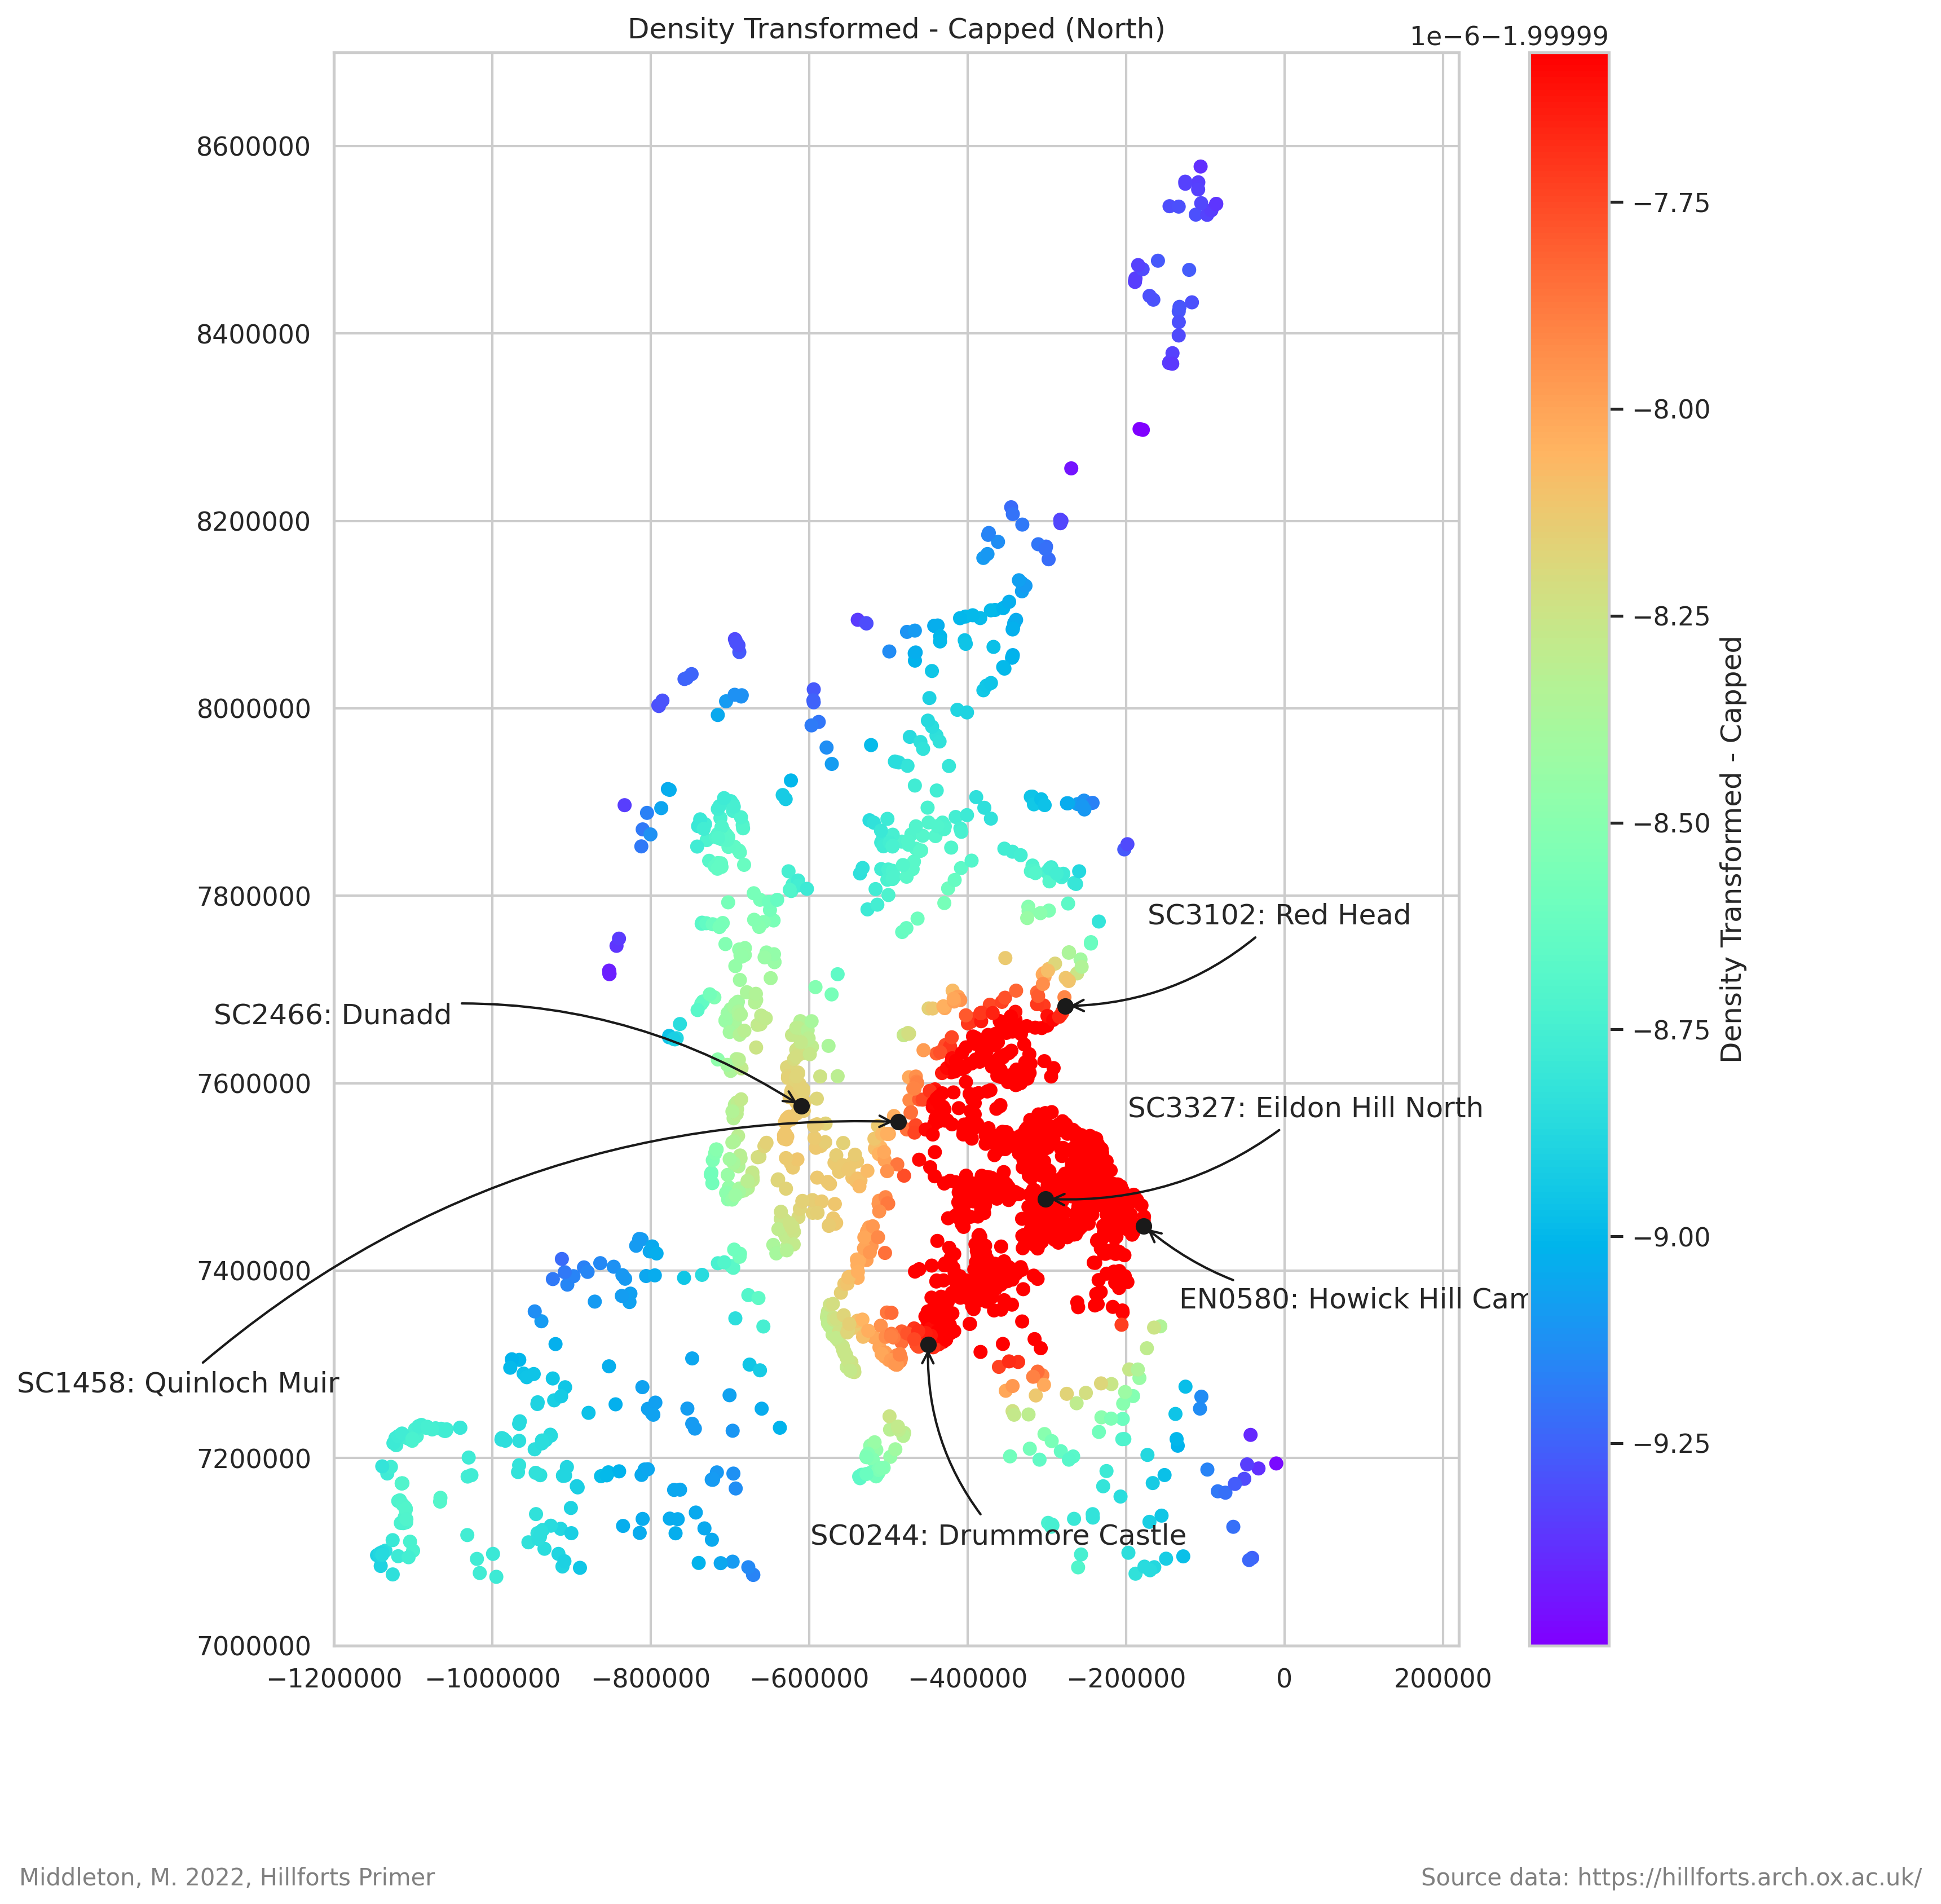 Density Transformed - Capped (North)
1e−6−1.99999
8600000
8400000
8200000
8000000
7800000
7600000
7400000
7200000
7000000
−1200000
−1000000
−800000
−600000
−400000
−200000
0
200000
SC3102: Red Head
SC2466: Dunadd
SC3327: Eildon Hill North
EN0580: Howick Hill Cam
SC1458: Quinloch Muir
SC0244: Drummore Castle
−7.75
−8.00
−8.25
−8.50
−8.75
−9.00
−9.25
Density Transformed - Capped
Middleton, M. 2022, Hillforts Primer
Source data: https://hillforts.arch.ox.ac.uk/